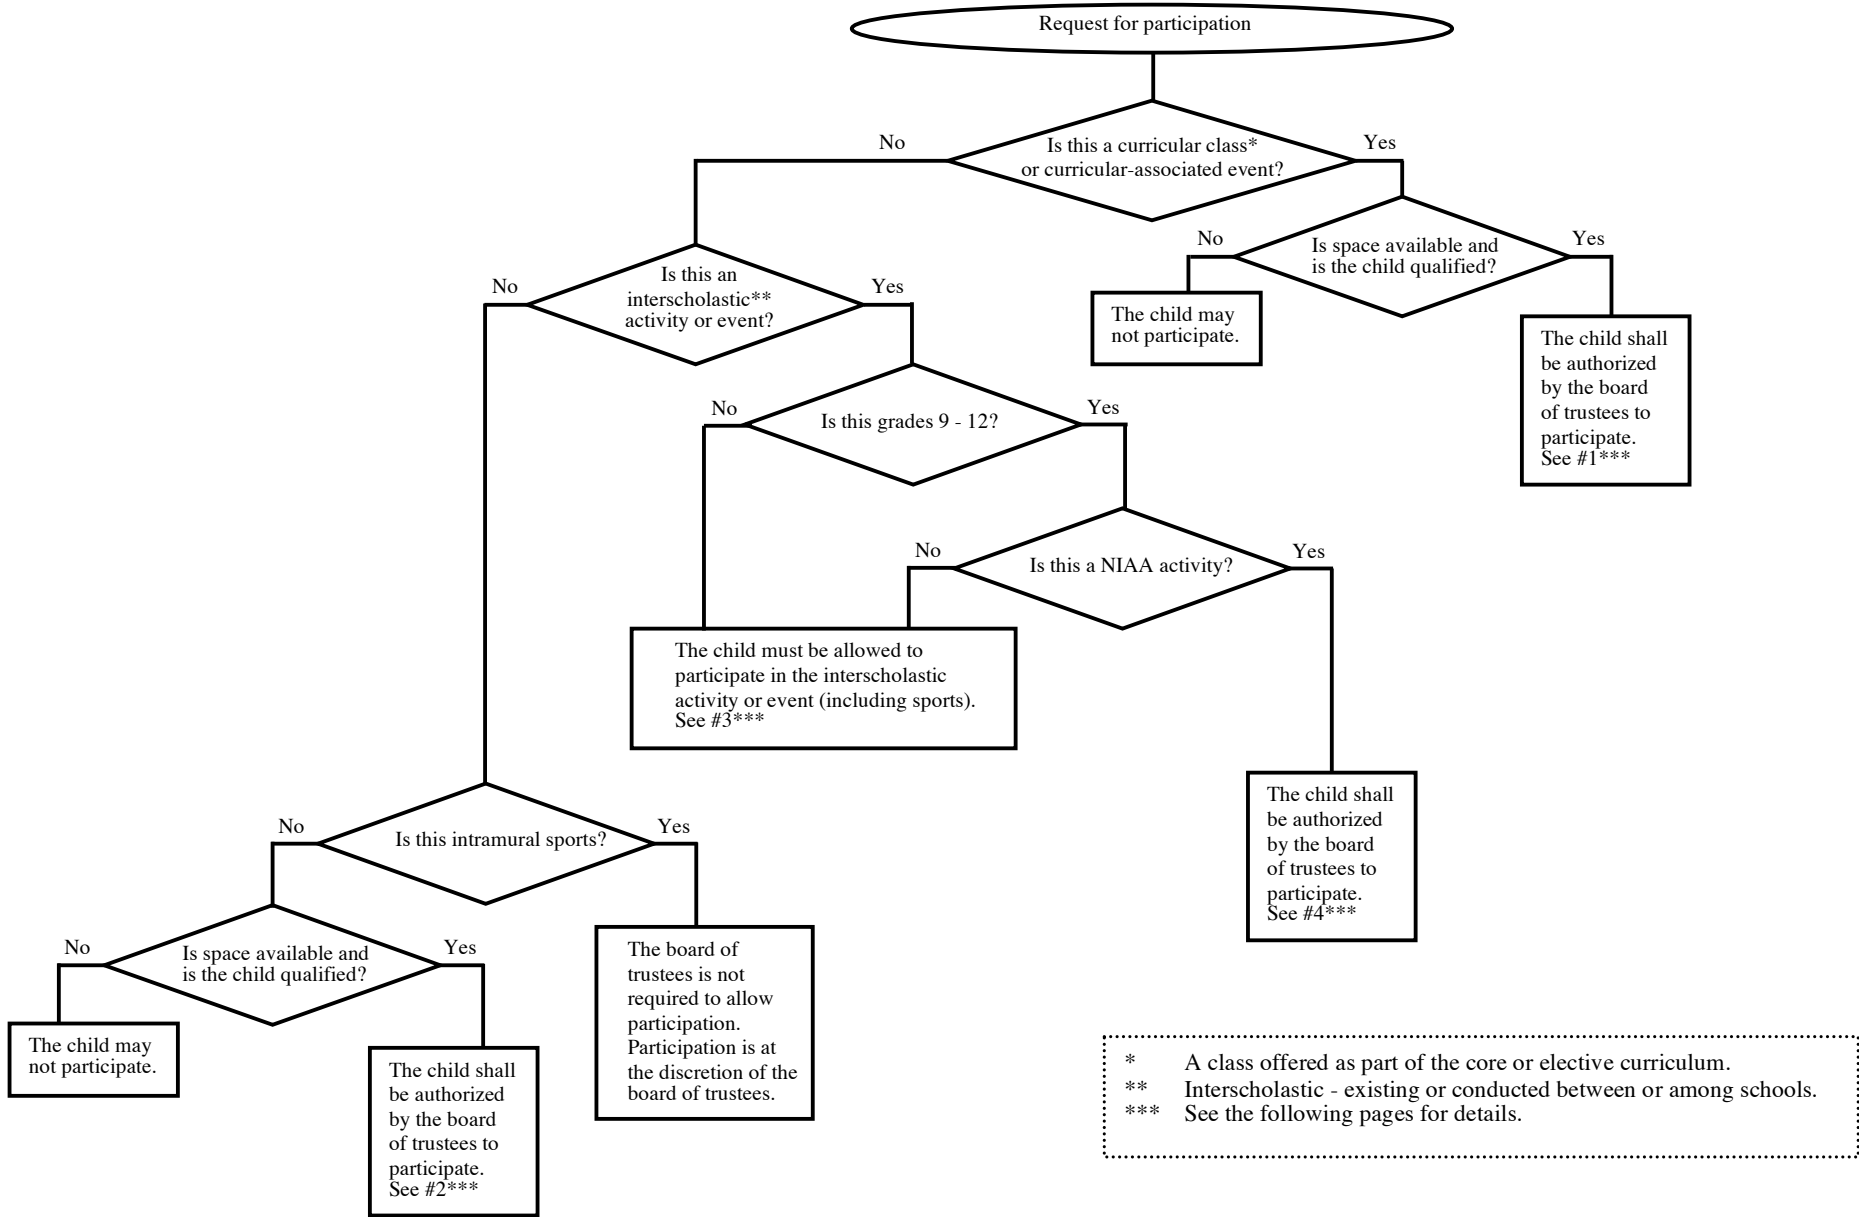 Request for participation
Is this a curricular class*
or curricular-associated event?
No
Yes
Is space available and
is the child qualified?
No
Yes
The child may
not participate.
The child shall
be authorized
by the board
of trustees to
participate.
See #1***
Is this an
interscholastic**
activity or event?
No
Yes
Is this grades 9 - 12?
No
Yes
Is this a NIAA activity?
No
Yes
The child must be allowed to
participate in the interscholastic
activity or event (including sports).
See #3***
The child shall
be authorized
by the board
of trustees to
participate.
See #4***
Is this intramural sports?
No
Yes
Is space available and
is the child qualified?
No
Yes
The board of
trustees is not
required to allow
participation.
Participation is at
the discretion of the
board of trustees.
The child may
not participate.
The child shall
be authorized
by the board
of trustees to
participate.
See #2***
* A class offered as part of the core or elective curriculum.
** Interscholastic - existing or conducted between or among schools.
*** See the following pages for details.